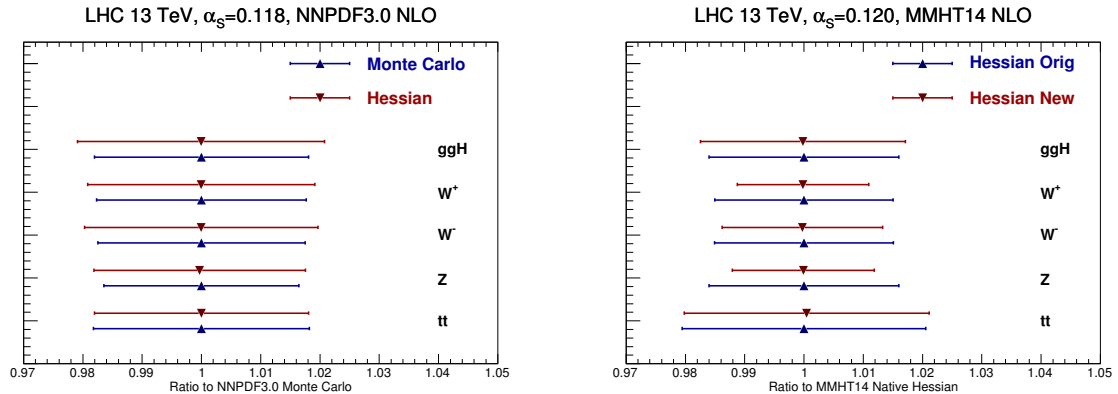 LHC 13 TeV, αS=0.118, NNPDF3.0 NLO
Monte Carlo
Hessian
ggH
W+
W-
Z
tt
0.97 0.98 0.99 1 1.01 1.02 1.03 1.04 1.05
Ratio to NNPDF3.0 Monte Carlo
LHC 13 TeV, αS=0.120, MMHT14 NLO
Hessian Orig
Hessian New
ggH
W+
W-
Z
tt
0.97 0.98 0.99 1 1.01 1.02 1.03 1.04 1.05
Ratio to MMHT14 Native Hessian